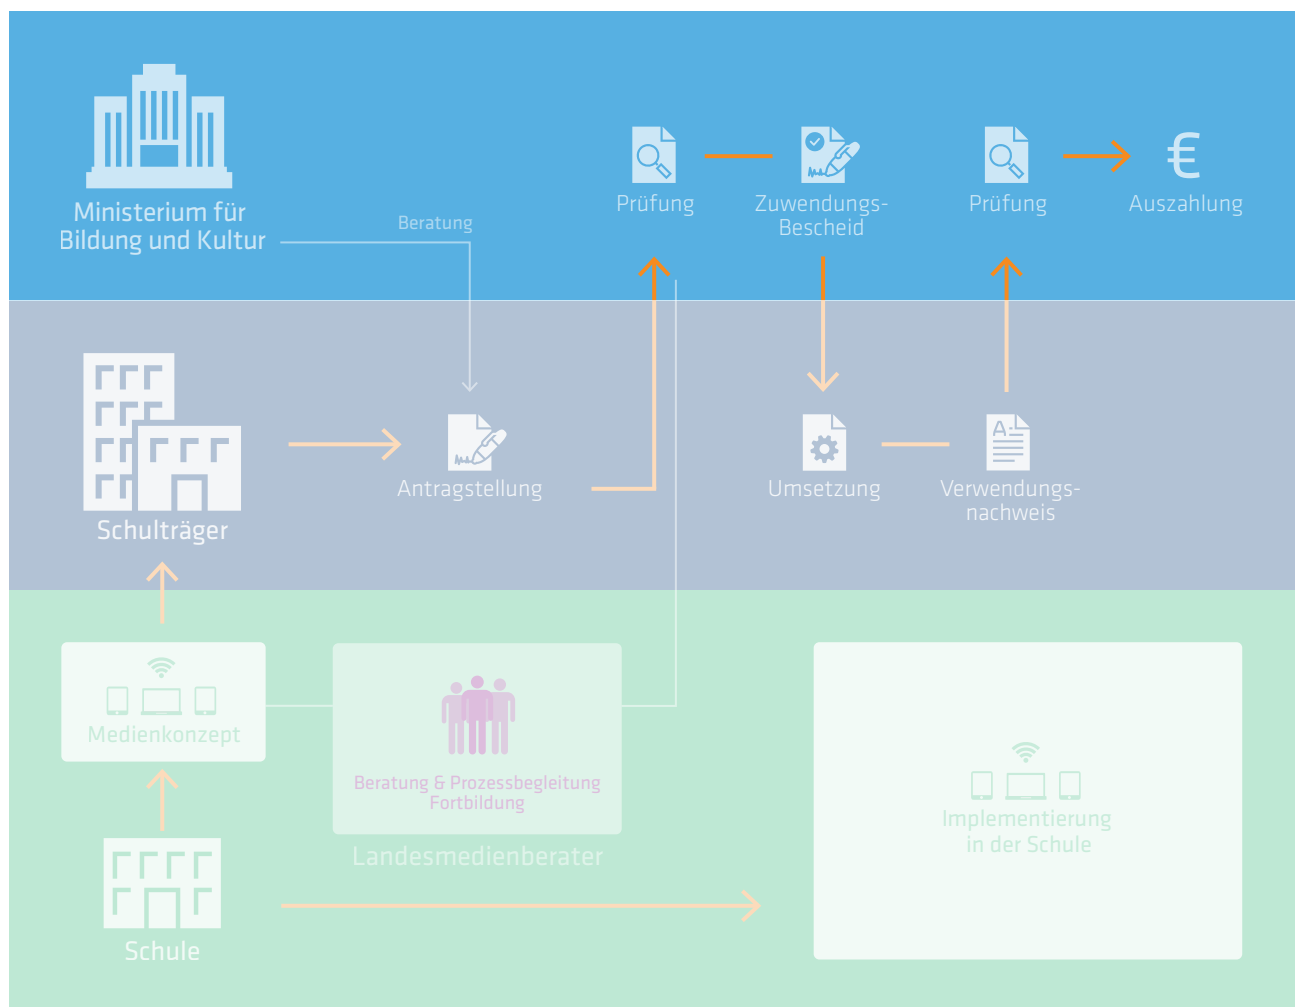 Ministerium für
Bildung und Kultur
Beratung
Prüfung
Zuwendungs-
Bescheid
Prüfung
Auszahlung
Schulträger
Antragstellung
Umsetzung
Verwendungs-
nachweis
Medienkonzept
Beratung & Prozessbegleitung
Fortbildung
Landesmedienberater
Implementierung
in der Schule
Schule